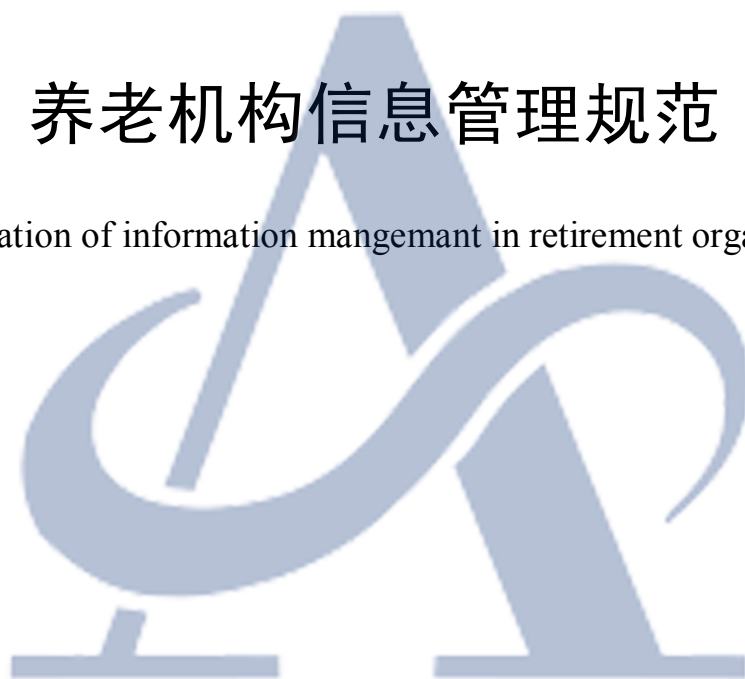 养老机构信息管理规范
ation of information mangemant in retirement orga